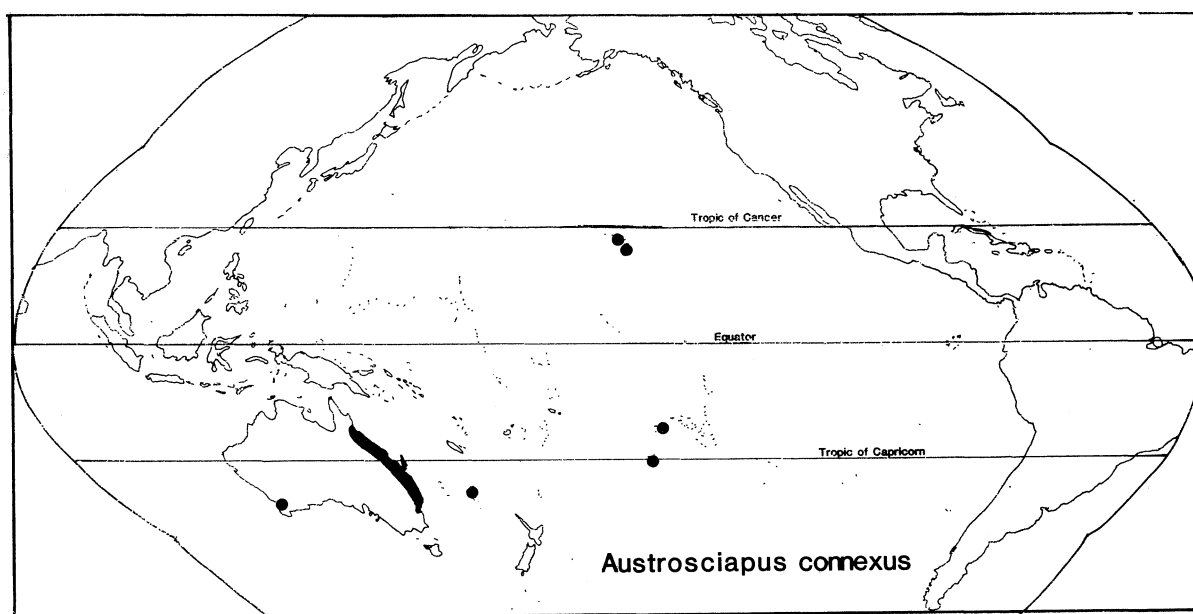 Tropic of Cancer
Equator
Tropic of Capricorn
Austrosciapus connexus